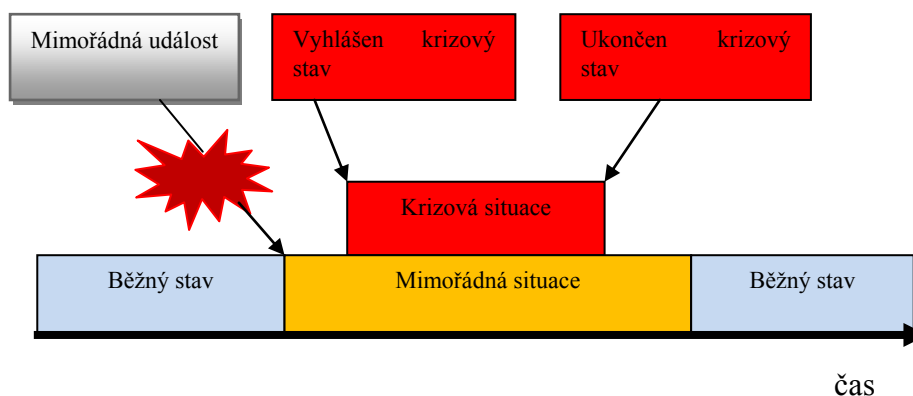 Mimořádná událost
Vyhlášen krizový
stav
Ukončen krizový
stav
Krizová situace
Běžný stav
Mimořádná situace
Běžný stav
čas